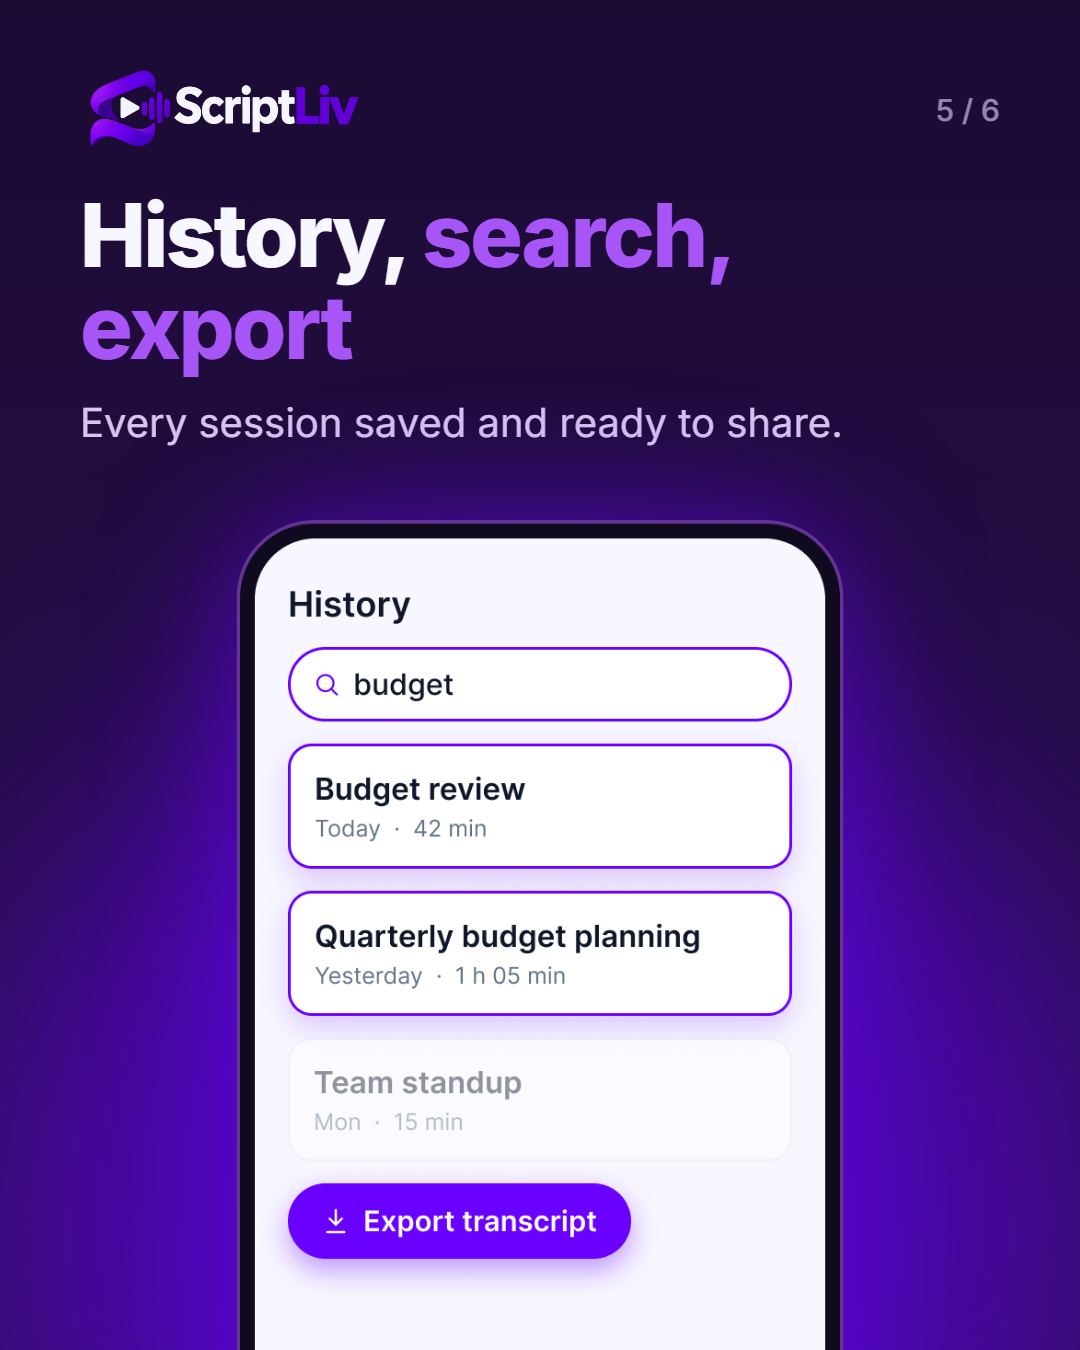 ScriptLiv
5 / 6
History, search,
export
Every session saved and ready to share.
History
budget
Budget review
Today · 42 min
Quarterly budget planning
Yesterday · 1 h 05 min
Team standup
Mon · 15 min
Export transcript